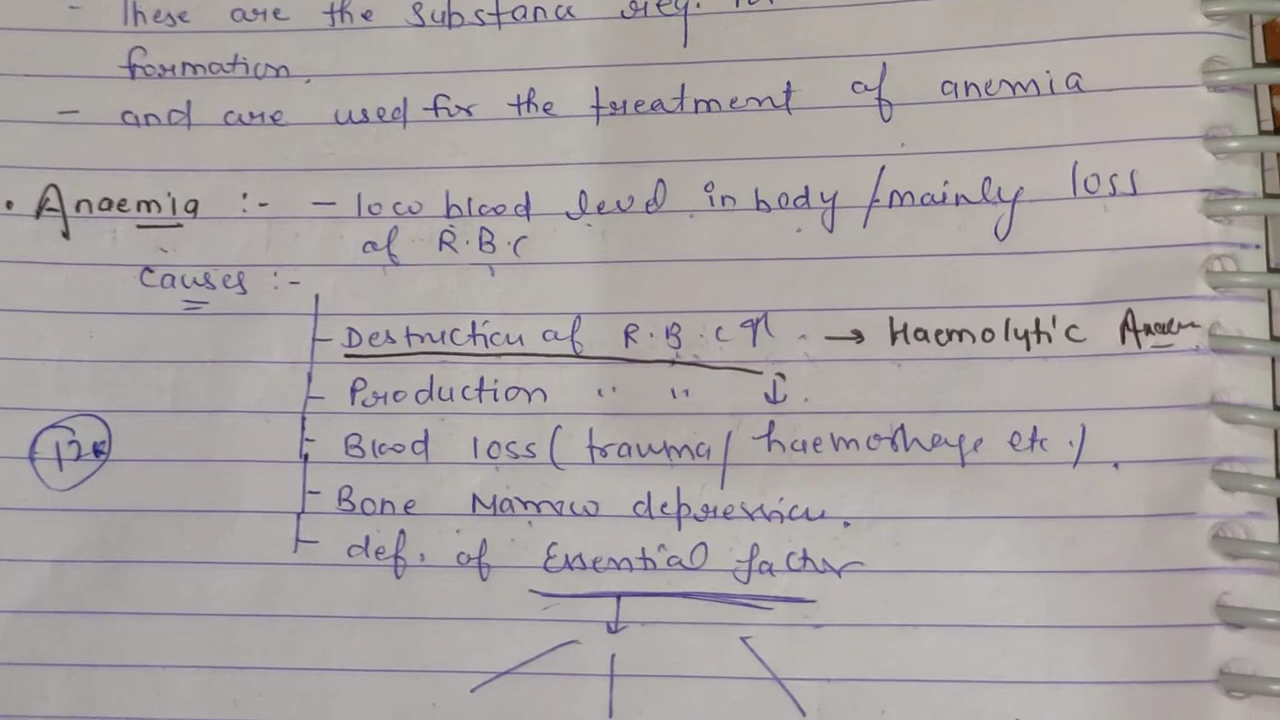 - These are the substance req.
formation.
- and are used for the treatment of anemia
• Anaemia :- - low blood level in body / mainly loss
of R.B.C
Causes :-
- Destruction of R.B.C ↑ . → Haemolytic
- Production " " ↓.
- Blood loss ( trauma / haemorhage etc.) .
- Bone Marrow depression.
- def. of Essential factor
↓